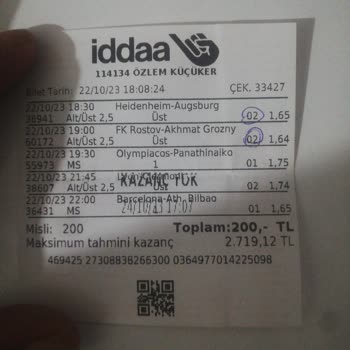 iddaa
114134 ÖZLEM KÜÇÜKER
Bilet Tarih: 22/10/23 18:08:24 ÇEK, 33427
22/10/23 18:30 Heidenheim-Augsburg
36941 Alt/Üst 2,5 Üst 02 1,65
22/10/23 19:00 FK Rostov-Akhmat Grozny
60172 Alt/Üst 2,5 Üst 02 1,64
22/10/23 19:30 Olympiacos-Panathinaiko
55973 MS 1 01 1,75
22/10/23 21:45
KAZANÇ YOK
38607 Alt/Üst 2,5 Üst 02 1,74
22/10/23 22:00 Barcelona-Ath. Bilbao
24/10/23 17:07
36431 MS 01 1,65
Misli: 200 Toplam:200,- TL
Maksimum tahmini kazanç 2.719,12 TL
469425 27308838266300 0364977014225098